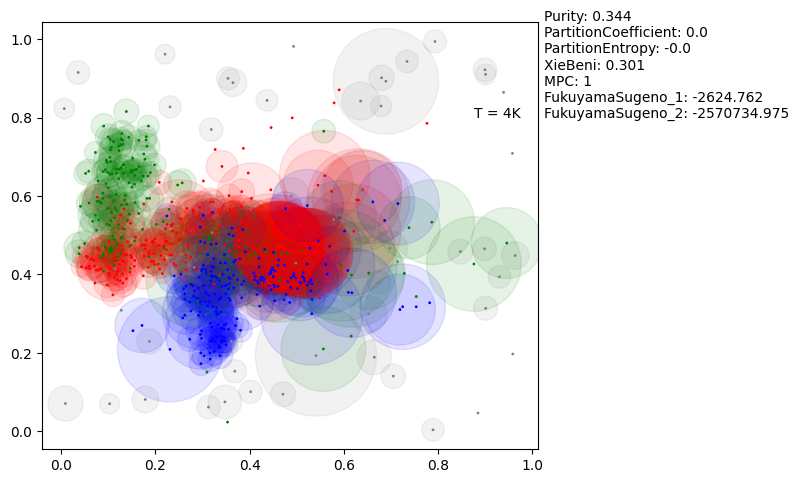 Purity: 0.344
PartitionCoefficient: 0.0
PartitionEntropy: -0.0
XieBeni: 0.301
MPC: 1
FukuyamaSugeno_1: -2624.762
FukuyamaSugeno_2: -2570734.975
T = 4K
1.0
0.8
0.6
0.4
0.2
0.0
0.0 0.2 0.4 0.6 0.8 1.0